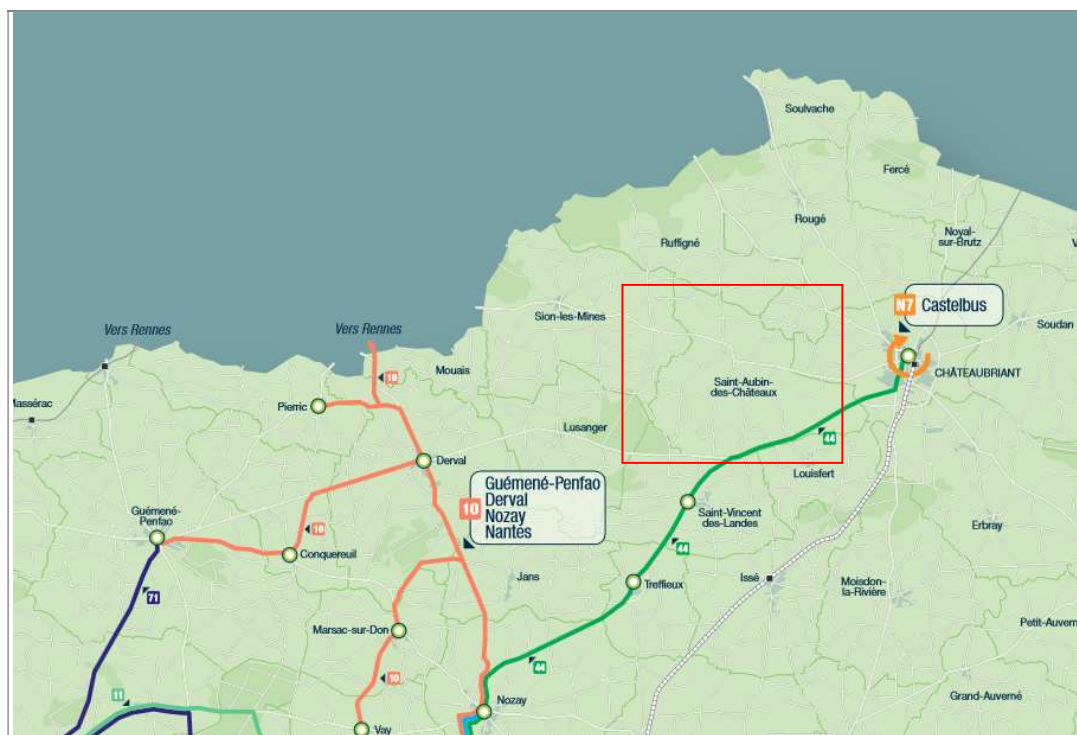 Soulvache
Fercé
Rougé
Noyal-
sur-Brutz
Ruffigné
N7 Castelbus
Sion-les-Mines
Soudan
Vers Rennes
Vers Rennes
CHÂTEAUBRIANT
10
Mouais
Saint-Aubin
des-Châteaux
Massérac
Pierric
Lusanger
44
Derval
Louisfert
10
Guémené-Penfao
Derval
Nozay
Nantes
Guémené-
Penfao
Saint-Vincent
des-Landes
10
Erbray
44
Conquereuil
Jans
Treffieux
Issé
Moisdon-
la-Rivière
71
Marsac-sur-Don
Petit-Auvern
44
10
11
Nozay
Grand-Auverné
Vay